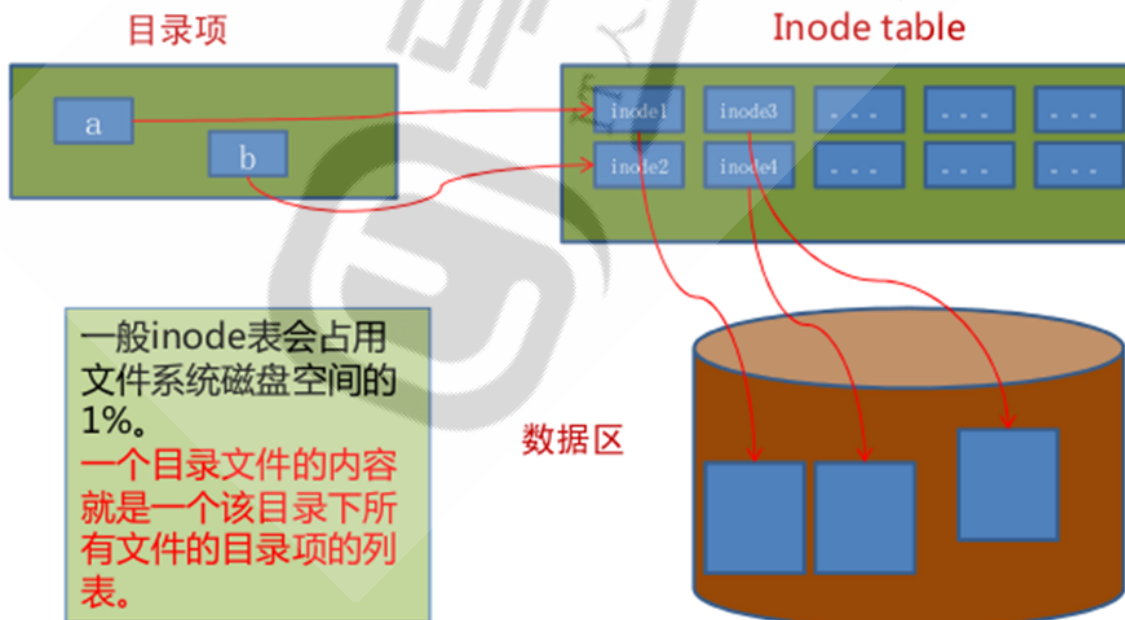 目录项
Inode table
a
b
inode1
inode3
...
...
...
inode2
inode4
...
...
...
一般inode表会占用
文件系统磁盘空间的
1%。
一个目录文件的内容
就是一个该目录下所
有文件的目录项的列
表。
数据区